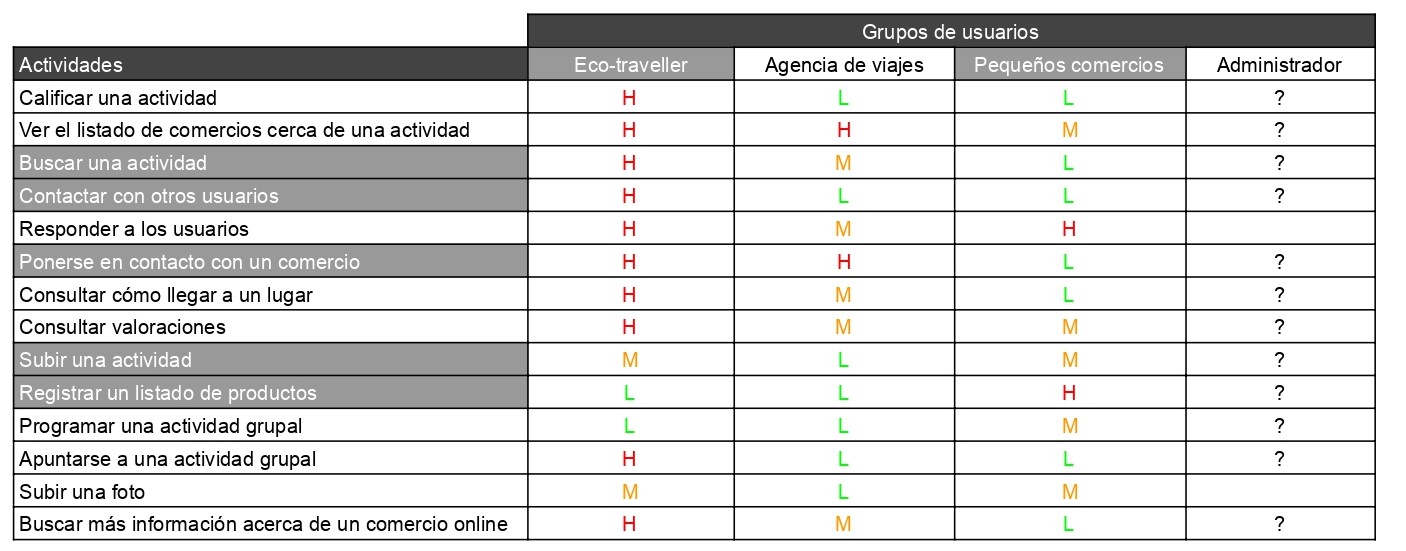 Grupos de usuarios
Actividades Eco-traveller Agencia de viajes Pequeños comercios Administrador
Calificar una actividad H L L ?
Ver el listado de comercios cerca de una actividad H H M ?
Buscar una actividad H M L ?
Contactar con otros usuarios H L L ?
Responder a los usuarios H M H
Ponerse en contacto con un comercio H H L ?
Consultar cómo llegar a un lugar H M L ?
Consultar valoraciones H M M ?
Subir una actividad M L M ?
Registrar un listado de productos L L H ?
Programar una actividad grupal L L M ?
Apuntarse a una actividad grupal H L L ?
Subir una foto M L M
Buscar más información acerca de un comercio online H M L ?